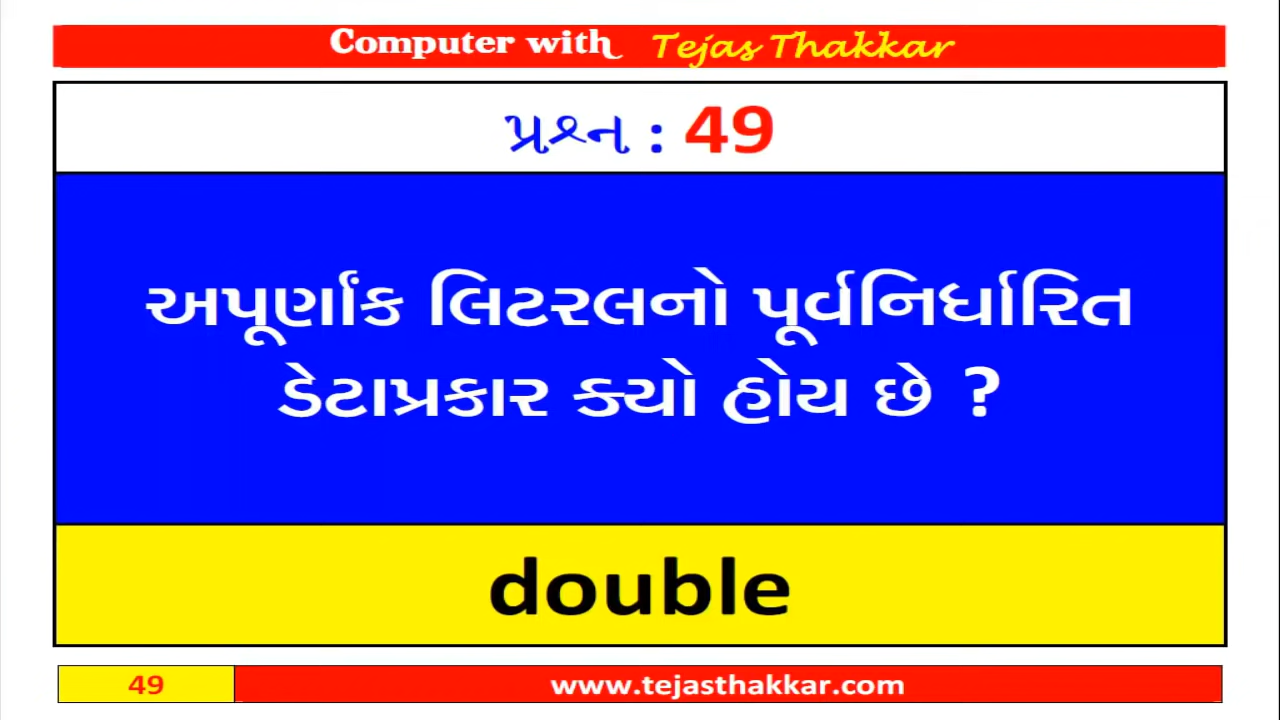 Computer with Tejas Thakkar
પ્રશ્ન : 49
અપૂર્ણાંક લિટરલનો પૂર્વનિર્ધારિત
ડેટાપ્રકાર ક્યો હોય છે ?
double
49
www.tejasthakkar.com